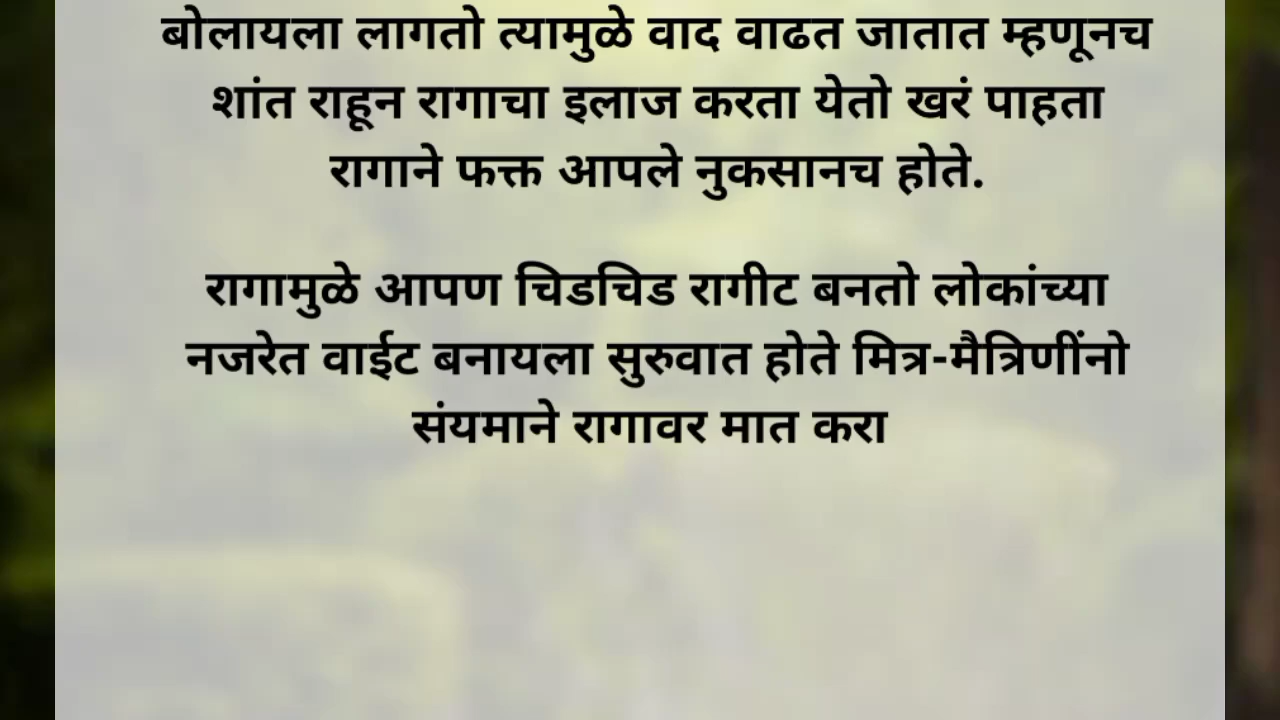 बोलायला लागतो त्यामुळे वाद वाढत जातात म्हणूनच
शांत राहून रागाचा इलाज करता येतो खरं पाहता
रागाने फक्त आपले नुकसानच होते.
रागामुळे आपण चिडचिड रागीट बनतो लोकांच्या
नजरेत वाईट बनायला सुरुवात होते मित्र-मैत्रिणींनो
संयमाने रागावर मात करा